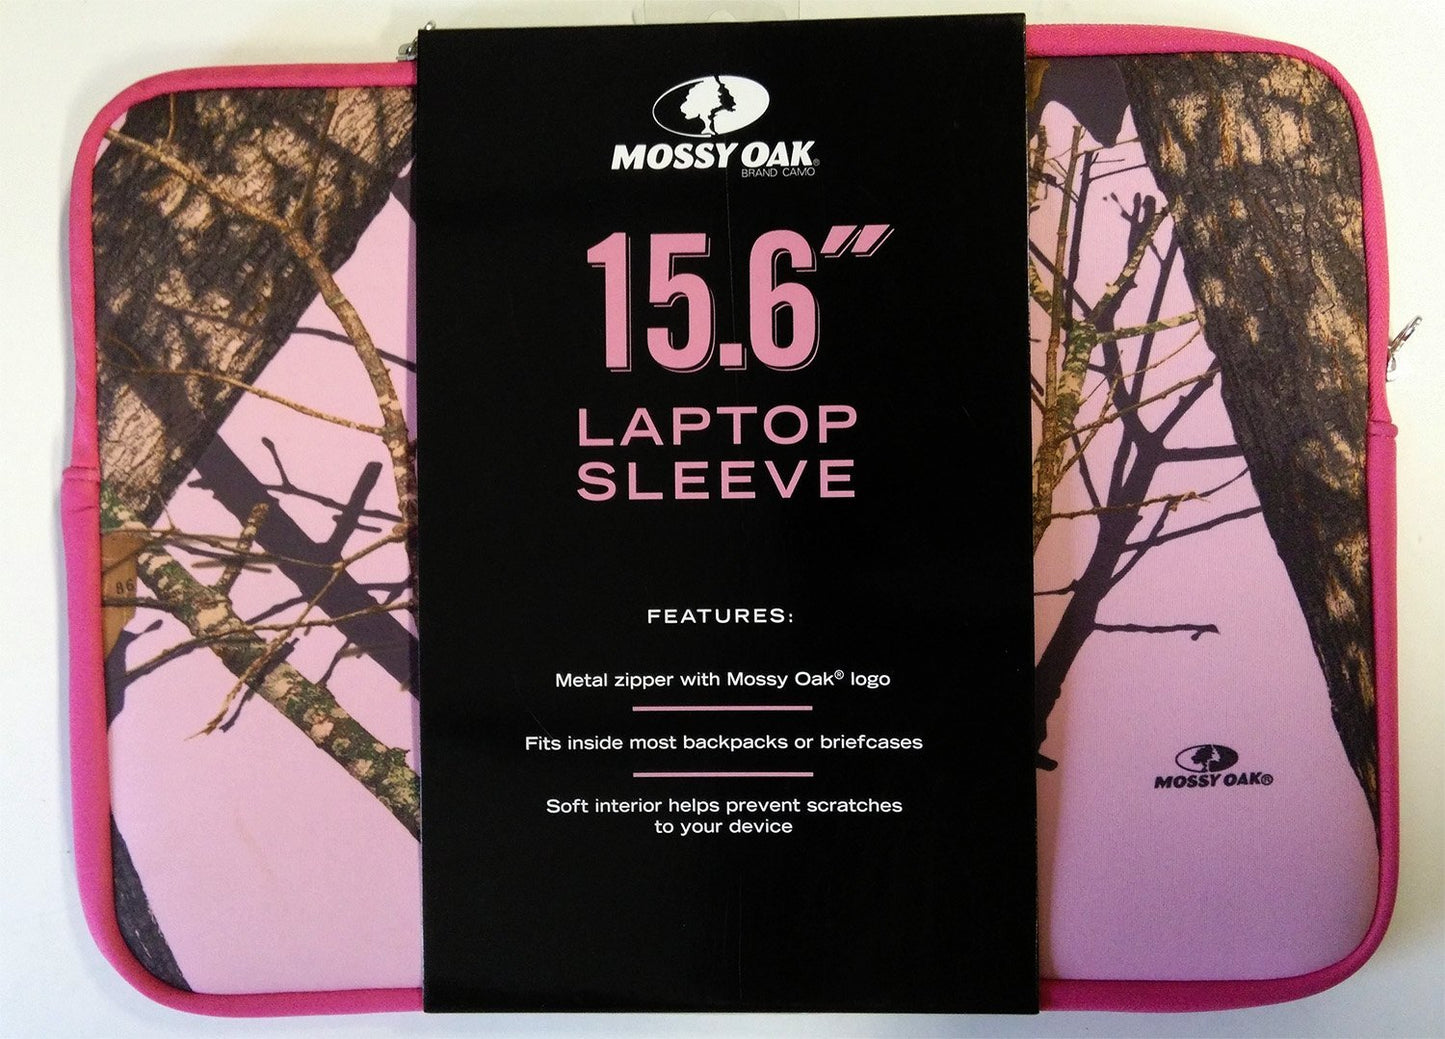 MOSSY OAK®
BRAND CAMO
15.6"
LAPTOP
SLEEVE
FEATURES:
Metal zipper with Mossy Oak® logo
Fits inside most backpacks or briefcases
Soft interior helps prevent scratches
to your device
86
MOSSY OAK®